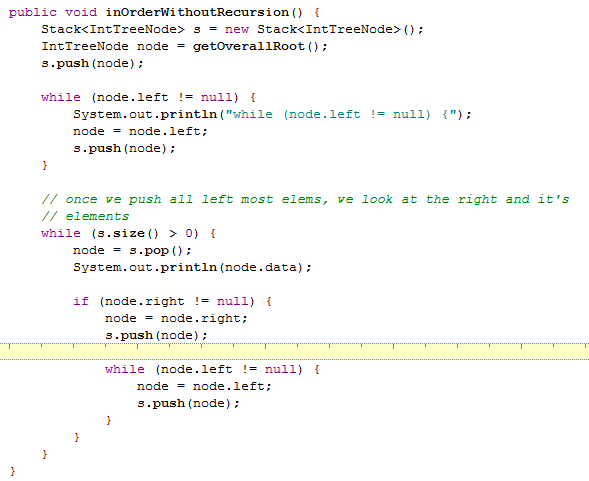 public void inOrderWithoutRecursion() {
    Stack<IntTreeNode> s = new Stack<IntTreeNode>();
    IntTreeNode node = getOverallRoot();
    s.push(node);

    while (node.left != null) {
        System.out.println("while (node.left != null) {");
        node = node.left;
        s.push(node);
    }

    // once we push all left most elems, we look at the right and it's
    // elements
    while (s.size() > 0) {
        node = s.pop();
        System.out.println(node.data);

        if (node.right != null) {
            node = node.right;
            s.push(node);

            while (node.left != null) {
                node = node.left;
                s.push(node);
            }
        }
    }
}